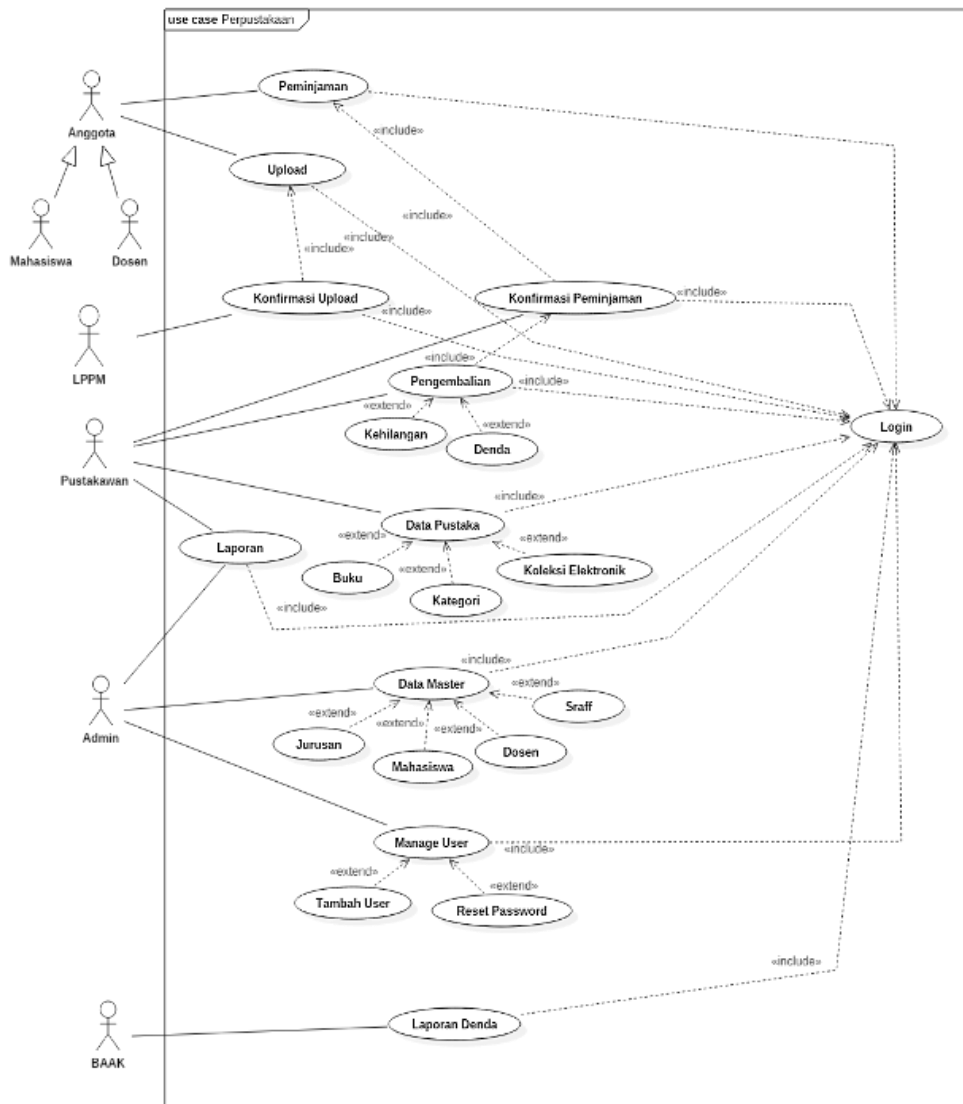 use case Perpustakaan
Peminjaman
«include»
Anggota
Upload
Mahasiswa
Dosen
«include»
«include»
«include»
Konfirmasi Upload
Konfirmasi Peminjaman
«include»
«include»
LPPM
«include»
Pengembalian
«include»
«extend»
Kehilangan
«extend»
Denda
Login
Pustakawan
«include»
Data Pustaka
«extend»
«extend»
Laporan
Buku
«extend»
Koleksi Elektronik
Kategori
«include»
«include»
Data Master
«extend»
Sraff
Admin
«extend»
«extend»
«extend»
Jurusan
Mahasiswa
Dosen
Manage User
«include»
«extend»
«extend»
Tambah User
Reset Password
«include»
Laporan Denda
BAAK